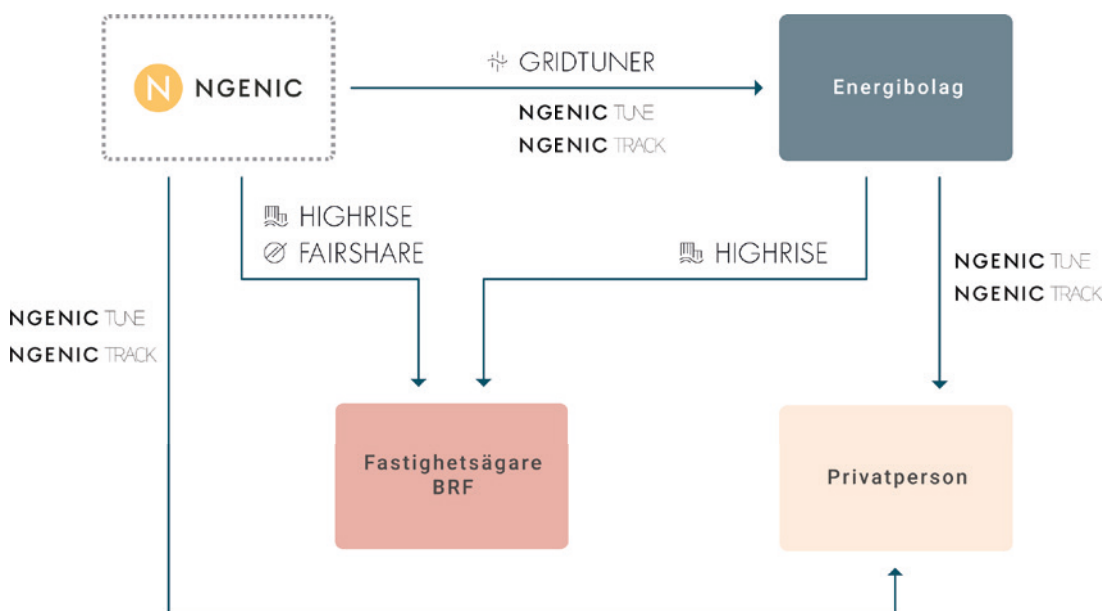 N NGENIC
GRIDTUNER
NGENIC TUNE
NGENIC TRACK
Energibolag
HIGHRISE
FAIRSHARE
HIGHRISE
NGENIC TUNE
NGENIC TRACK
NGENIC TUNE
NGENIC TRACK
Fastighetsägare
BRF
Privatperson